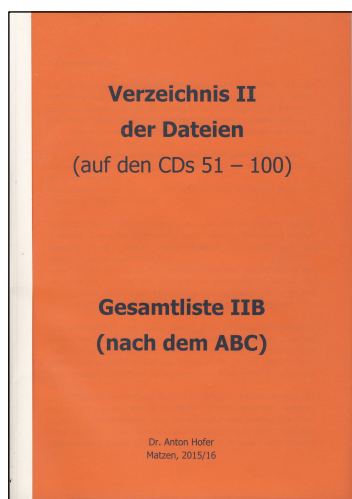 Verzeichnis II
der Dateien
(auf den CDs 51 – 100)
Gesamtliste IIB
(nach dem ABC)
Dr. Anton Hofer
Matzen, 2015/16